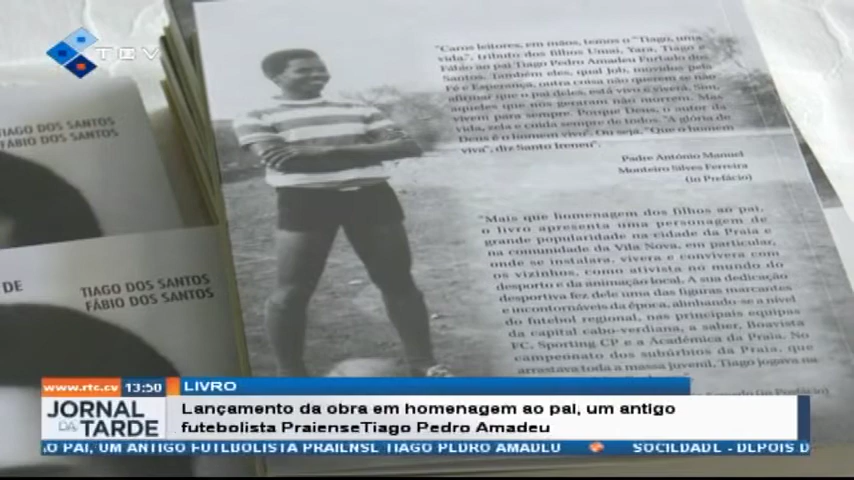 TCV
TIAGO DOS SANTOS
FÁBIO DOS SANTOS
DE
TIAGO DOS SANTOS
FÁBIO DOS SANTOS
"Caros leitores, em mãos, temos o "Tiago, uma
vida", tributo dos filhos Umai, Yara, Tiago e
Fábio ao pai Tiago Pedro Amadeu Furtado dos
Santos. Também eles, qual Job, movidos pela
Fé e Esperança, outra coisa não querem se não
afirmar que o pai deles, está vivo e viverá. Sim,
aqueles que nos geraram não morrem. Mas
vivem para sempre. Porque Deus, o autor da
vida, zela e cuida sempre de todos. "A glória de
Deus é o homem vivo". Ou seja, "Que o homem
viva", diz Santo Ireneu".
Padre António Manuel
Monteiro Silves Ferreira
(in Prefácio)
"Mais que homenagem dos filhos ao pai,
o livro apresenta uma personagem de
grande popularidade na cidade da Praia e
na comunidade da Vila Nova, em particular,
onde se instalara, vivera e convivera com
os vizinhos, como ativista no mundo do
desporto e da animação local. A sua dedicação
desportiva fez dele uma das figuras marcantes
e incontornáveis da época, alinhando-se a nível
do futebol regional, nas principais equipas
da capital cabo-verdiana, a saber, Boavista
FC, Sporting CP e a Académica da Praia. No
campeonato dos subúrbios da Praia, que
arrastava toda a massa juvenil, Tiago jogava na
(in Prefácio)
www.rtc.cv 13:50 LIVRO
JORNAL DA TARDE
Lançamento da obra em homenagem ao pai, um antigo
futebolista PraienseTiago Pedro Amadeu
O PAI, UM ANTIGO FUTEBOLISTA PRAIENSE TIAGO PEDRO AMADEU SOCIEDADE - DEPOIS D